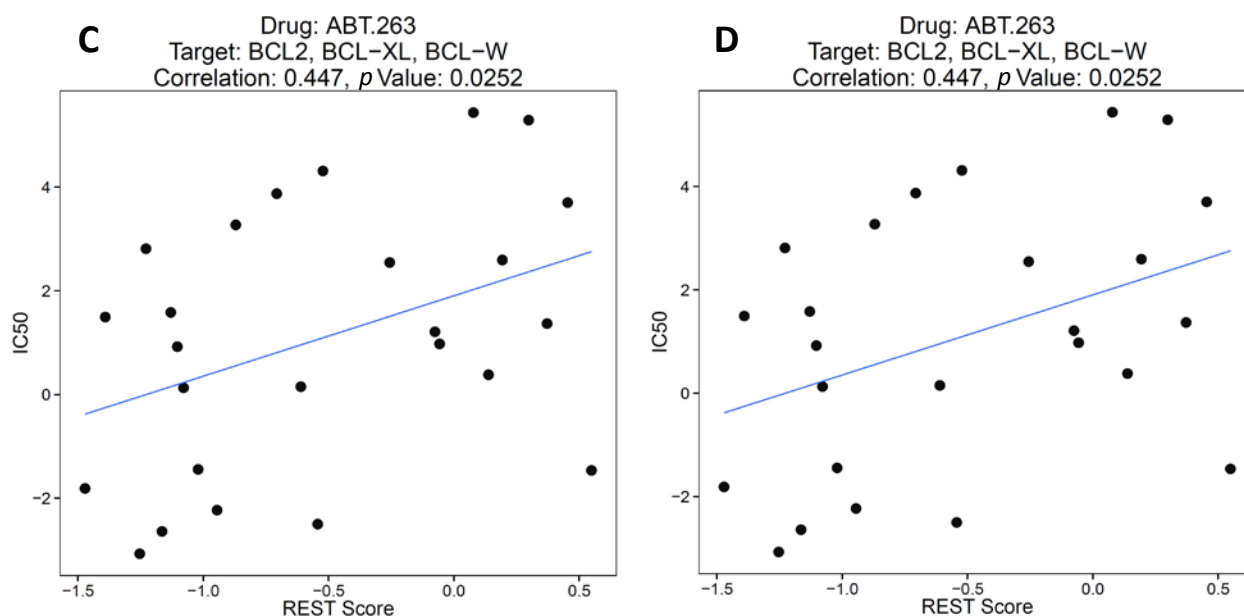 C
Drug: ABT.263
Target: BCL2, BCL−XL, BCL−W
Correlation: 0.447, p Value: 0.0252
IC50
4
2
0
−2
−1.5
−1.0
−0.5
0.0
0.5
REST Score
D
Drug: ABT.263
Target: BCL2, BCL−XL, BCL−W
Correlation: 0.447, p Value: 0.0252
IC50
4
2
0
−2
−1.5
−1.0
−0.5
0.0
0.5
REST Score